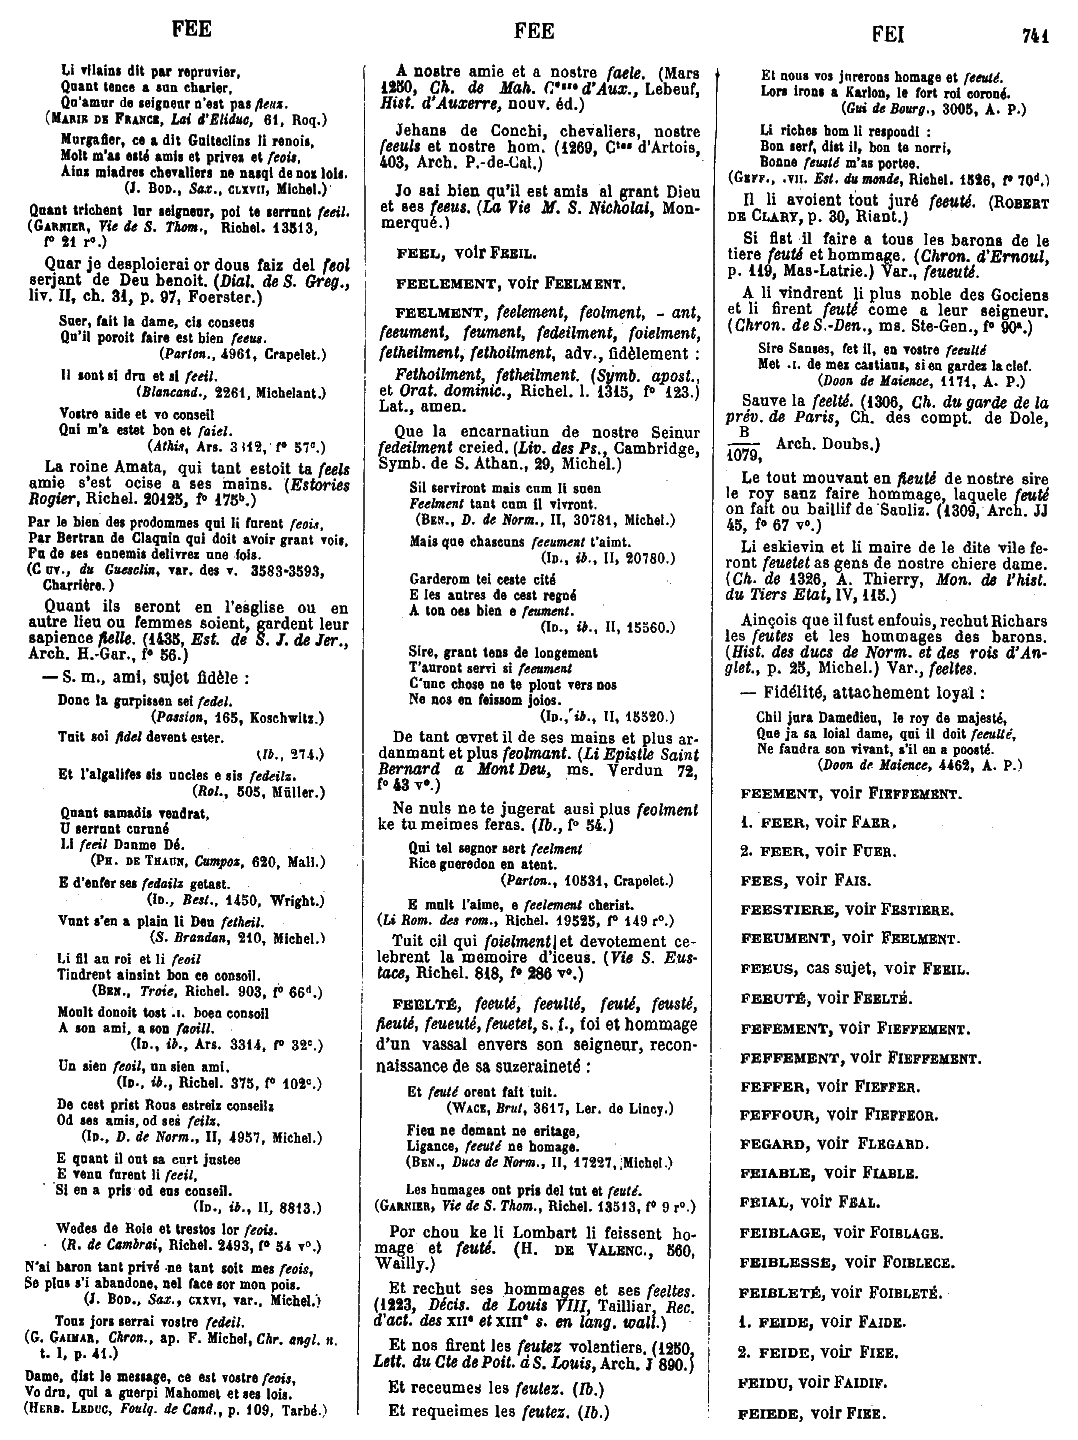 FEE
FEE
FEI
741
Li vilains dit par repruvier,
Quant tence a sun charier,
Qu'amur de seigneur n'est pas fieux.
(MARIE DE FRANCE, Lai d'Eliduc, 61, Roq.)
Murgafier, ce a dit Guiteclins li renois,
Molt m'as esté amis et privez et feois,
Ainz miadres chevaliers ne nasqi de noz lois.
(J. BOD., Sax., CLXVII, Michel.)
Quant trichent lur seigneur, poi te serrunt feeil.
(GARNIER, Vie de S. Thom., Richel. 13513,
f° 21 r°.)
Quar je desploierai or dous faiz del feol
serjant de Deu benoit. (Dial. de S. Greg.,
liv. II, ch. 31, p. 97, Foerster.)
Suer, fait la dame, cis consens
Qu'il poroit faire est bien feeus.
(Parton., 4961, Crapelet.)
Il sont si dru et si feeil.
(Blancand., 2261, Michelant.)
Vostre aide et vo conseil
Qui m'a estet bon et faiel.
(Athis, Ars. 3312, f° 57c.)
La roine Amata, qui tant estoit ta feels
amie s'est ocise a ses mains. (Estories
Rogier, Richel. 20125, f° 175b.)
Par le bien des prodommes qui li furent feois,
Par Bertran de Claquin qui doit avoir grant vois,
Fu de ses ennemis delivrez une fois.
(CUV., du Guesclin, var. des v. 3583-3593,
Charrière.)
Quant ils seront en l'esglise ou en
autre lieu ou femmes soient, gardent leur
sapience fielle. (1435, Est. de S. J. de Jer.,
Arch. H.-Gar., f° 56.)
— S. m., ami, sujet fidèle :
Donc la gurpissen sei fedel.
(Passion, 165, Koschwitz.)
Tuit soi fidel devent ester.
(Ib., 274.)
Et l'algalifes sis uncles e sis fedeilz.
(Rol., 505, Müller.)
Quant samadis vendrat,
U serrunt curuné
Li feeil Damne Dé.
(PH. DE THAUN, Cumpoz, 620, Mall.)
E d'enfer ses fedailz getast.
(ID., Best., 1450, Wright.)
Vunt s'en a plain li Deu fetheil.
(S. Brandan, 210, Michel.)
Li fil au roi et li feoil
Tindrent ainsint bon ce consoil.
(BEN., Troie, Richel. 903, f° 66d.)
Moult donoit tost .I. boen consoil
A son ami, a son faoill.
(ID., ib., Ars. 3314, f° 32c.)
Un sien feoil, un sien ami.
(ID., ib., Richel. 375, f° 102c.)
De cest prist Rous estreiz conseilz
Od ses amis, od ses feilz.
(ID., D. de Norm., II, 4957, Michel.)
E quant il out sa curt justee
E venu furent li feeil,
Si en a pris od eus conseil.
(ID., ib., II, 8813.)
Wedes de Roie et trestos lor feois.
(R. de Cambrai, Richel. 2493, f° 54 v°.)
N'ai baron tant privé ne tant soit mes feois,
Se plus s'i abandone, nel face sor mon pois.
(J. BOD., Sax., CXXVI, var., Michel.)
Touz jors serrai vostre fedeil.
(G. GAIMAR, Chron., ap. F. Michel, Chr. angl. n.
t. I, p. 41.)
Dame, dist le message, ce est vostre feois,
Vo dru, qui a guerpi Mahomet et ses lois.
(HERB. LEDUC, Foulq. de Cand., p. 109, Tarbé.)
A nostre amie et a nostre faele. (Mars
1250, Ch. de Mah. Ctesse d'Aux., Lebeuf,
Hist. d'Auxerre, nouv. éd.)
Jehans de Conchi, chevaliers, nostre
feeuls et nostre hom. (1269, Ctes d'Artois,
403, Arch. P.-de-Cal.)
Jo sai bien qu'il est amis al grant Dieu
et ses feeus. (La Vie M. S. Nicholai, Mon-
merqué.)
FEEL, voir FEEIL.
FEELEMENT, voir FEELMENT.
FEELMENT, feelement, feolment, - ant,
feeument, feument, fedeilment, foielment,
fetheilment, fethoilment, adv., fidèlement :
Fethoilment, fetheilment. (Symb. apost.,
et Orat. dominic., Richel. l. 1315, f° 123.)
Lat., amen.
Que la encarnatiun de nostre Seinur
fedeilment creied. (Liv. des Ps., Cambridge,
Symb. de S. Athan., 29, Michel.)
Sil serviront mais cum li suen
Feelment tant cum il vivront.
(BEN., D. de Norm., II, 30781, Michel.)
Mais que chascuns feeument t'aimt.
(ID., ib., II, 20780.)
Garderom tei ceste cité
E les autres de cest regné
A ton oes bien e feument.
(ID., ib., II, 15560.)
Sire, grant tens de longement
T'auront servi si feeument
C'unc chose ne te plout vers nos
Ne nos en feissom joios.
(ID., ib., II, 15520.)
De tant œvret il de ses mains et plus ar-
danmant et plus feolmant. (Li Epistle Saint
Bernard a Mont Deu, ms. Verdun 72,
f° 43 v°.)
Ne nuls ne te jugerat ausi plus feolment
ke tu meimes feras. (Ib., f° 54.)
Qui tel segnor sert feelment
Rice gueredon en atent.
(Parton., 10531, Crapelet.)
E mult l'aime, e feelement cherist.
(Li Rom. des rom., Richel. 19525, f° 149 r°.)
Tuit cil qui foielment et devotement ce-
lebrent la memoire d'iceus. (Vie S. Eus-
tace, Richel. 818, f° 286 v°.)
FEELTÉ, feeuté, feeulté, feuté, feusté,
fieuté, feueuté, feuetet, s. f., foi et hommage
d'un vassal envers son seigneur, recon-
naissance de sa suzeraineté :
Et feuté orent fait tuit.
(WACE, Brut, 3617, Ler. de Lincy.)
Fieu ne demant ne eritage,
Ligance, feeuté ne homage.
(BEN., Ducs de Norm., II, 17227, Michel.)
Les humages ont pris del tut et feuté.
(GARNIER, Vie de S. Thom., Richel. 13513, f° 9 r°.)
Por chou ke li Lombart li feissent ho-
mage et feuté. (H. DE VALENC., 560,
Wailly.)
Et rechut ses hommages et ses feeltes.
(1223, Décis. de Louis VIII, Tailliar, Rec.
d'act. des XIIe et XIIIe s. en lang. wall.)
Et nos firent les feutez volentiers. (1250,
Lett. du Cte de Poit. à S. Louis, Arch. J 890.)
Et receumes les feutez. (Ib.)
Et requeimes les feutez. (Ib.)
Et nous vos jurerons homage et feeuté.
Lors irons a Karlon, le fort roi coroné.
(Gui de Bourg., 3005, A. P.)
Li riches hom li respondi :
Bon serf, dist il, bon te norri,
Bonne feusté m'as portee.
(GEFF., .VII. Est. du monde, Richel. 1526, f° 70d.)
Il li avoient tout juré feeuté. (ROBERT
DE CLARY, p. 30, Riant.)
Si fist il faire a tous les barons de le
tiere feuté et hommage. (Chron. d'Ernoul,
p. 119, Mas-Latrie.) Var., feueuté.
A li vindrent li plus noble des Gociens
et li firent feuté come a leur seigneur.
(Chron. de S.-Den., ms. Ste-Gen., f° 90a.)
Sire Sanses, fet il, en vostre feeulté
Met .I. de mez castiaus, si en gardez la clef.
(Doon de Maience, 1171, A. P.)
Sauve la feelté. (1306, Ch. du garde de la
prév. de Paris, Ch. des compt. de Dole,
B
1079, Arch. Doubs.)
Le tout mouvant en fieuté de nostre sire
le roy sanz faire hommage, laquele feuté
on fait ou baillif de Sanliz. (1309, Arch. JJ
45, f° 67 v°.)
Li eskievin et li maire de le dite vile fe-
ront feuetet as gens de nostre chiere dame.
(Ch. de 1326, A. Thierry, Mon. de l'hist.
du Tiers Etat, IV, 115.)
Ainçois que il fust enfouis, rechut Richars
les feutes et les hommages des barons.
(Hist. des ducs de Norm. et des rois d'An-
glet., p. 25, Michel.) Var., feeltes.
— Fidélité, attachement loyal :
Chil jura Damedieu, le roy de majesté,
Que ja sa loial dame, qui il doit feeulté,
Ne faudra son vivant, s'il en a poosté.
(Doon de Maience, 4462, A. P.)
FEEMENT, voir FIEFFEMENT.
1. FEER, voir FAER.
2. FEER, voir FUER.
FEES, voir FAIS.
FEESTIERE, voir FESTIERE.
FEEUMENT, voir FEELMENT.
FEEUS, cas sujet, voir FEEIL.
FEEUTÉ, voir FEELTÉ.
FEFEMENT, voir FIEFFEMENT.
FEFFEMENT, voir FIEFFEMENT.
FEFFER, voir FIEFFER.
FEFFOUR, voir FIEFFEOR.
FEGARD, voir FLEGARD.
FEIABLE, voir FIABLE.
FEIAL, voir FEAL.
FEIBLAGE, voir FOIBLAGE.
FEIBLESSE, voir FOIBLECE.
FEIBLETÉ, voir FOIBLETÉ.
1. FEIDE, voir FAIDE.
2. FEIDE, voir FIEE.
FEIDU, voir FAIDIF.
FEIEDE, voir FIEE.